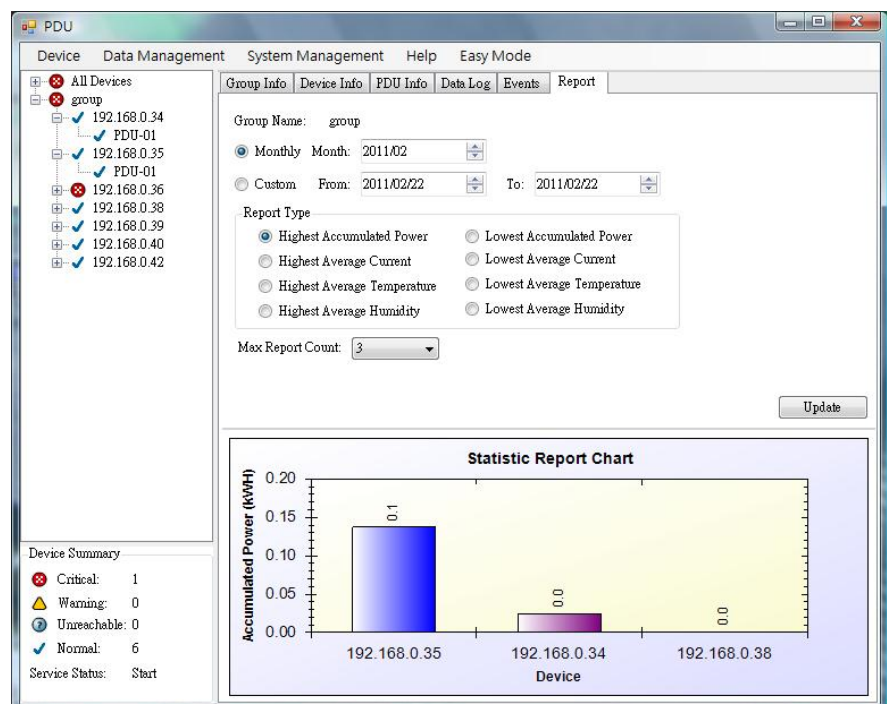 PDU
Device Data Management System Management Help Easy Mode
All Devices
group
192.168.0.34
PDU-01
192.168.0.35
PDU-01
192.168.0.36
192.168.0.38
192.168.0.39
192.168.0.40
192.168.0.42
Device Summary
Critical: 1
Warning: 0
Unreachable: 0
Normal: 6
Service Status: Start
Group Info Device Info PDU Info Data Log Events Report
Group Name: group
Monthly Month: 2011/02
Custom From: 2011/02/22 To: 2011/02/22
Report Type
Highest Accumulated Power Lowest Accumulated Power
Highest Average Current Lowest Average Current
Highest Average Temperature Lowest Average Temperature
Highest Average Humidity Lowest Average Humidity
Max Report Count: 3
Update
Statistic Report Chart
Accumulated Power (kWH)
0.20
0.15
0.10
0.05
0.00
0.1
0.0
0.0
192.168.0.35 192.168.0.34 192.168.0.38
Device